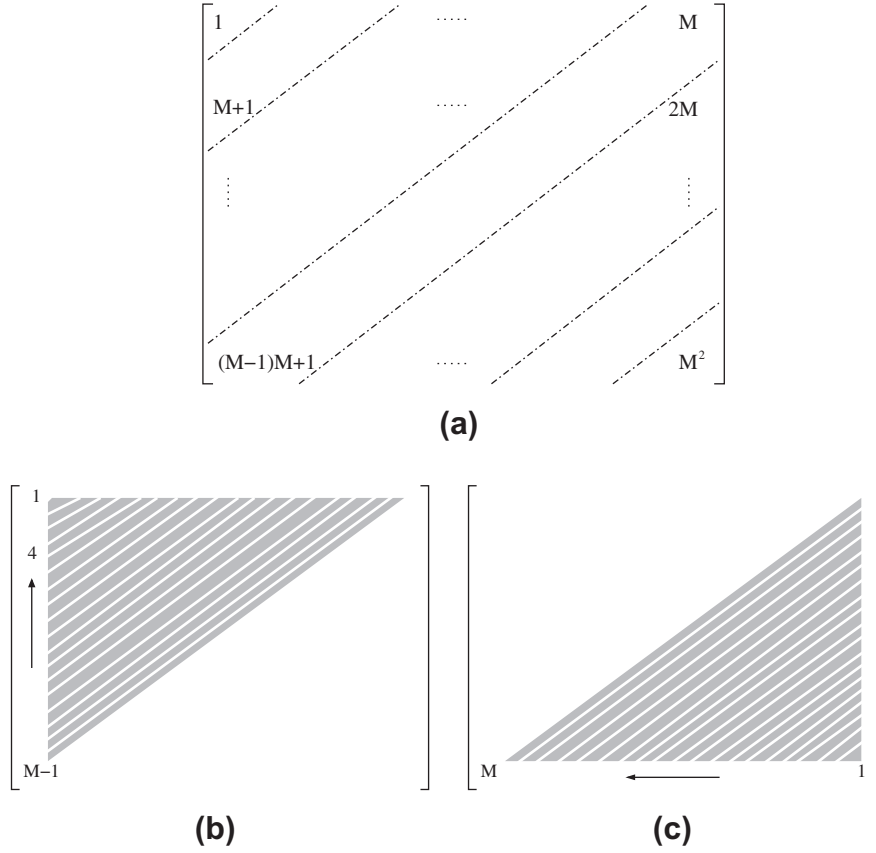 1 ..... M
M+1 ..... 2M
..... .....
(M−1)M+1 ..... M²
(a)
1
4
M−1
(b)
M 1
(c)